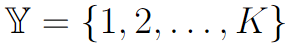 𝕐 = {1, 2, . . . , K}